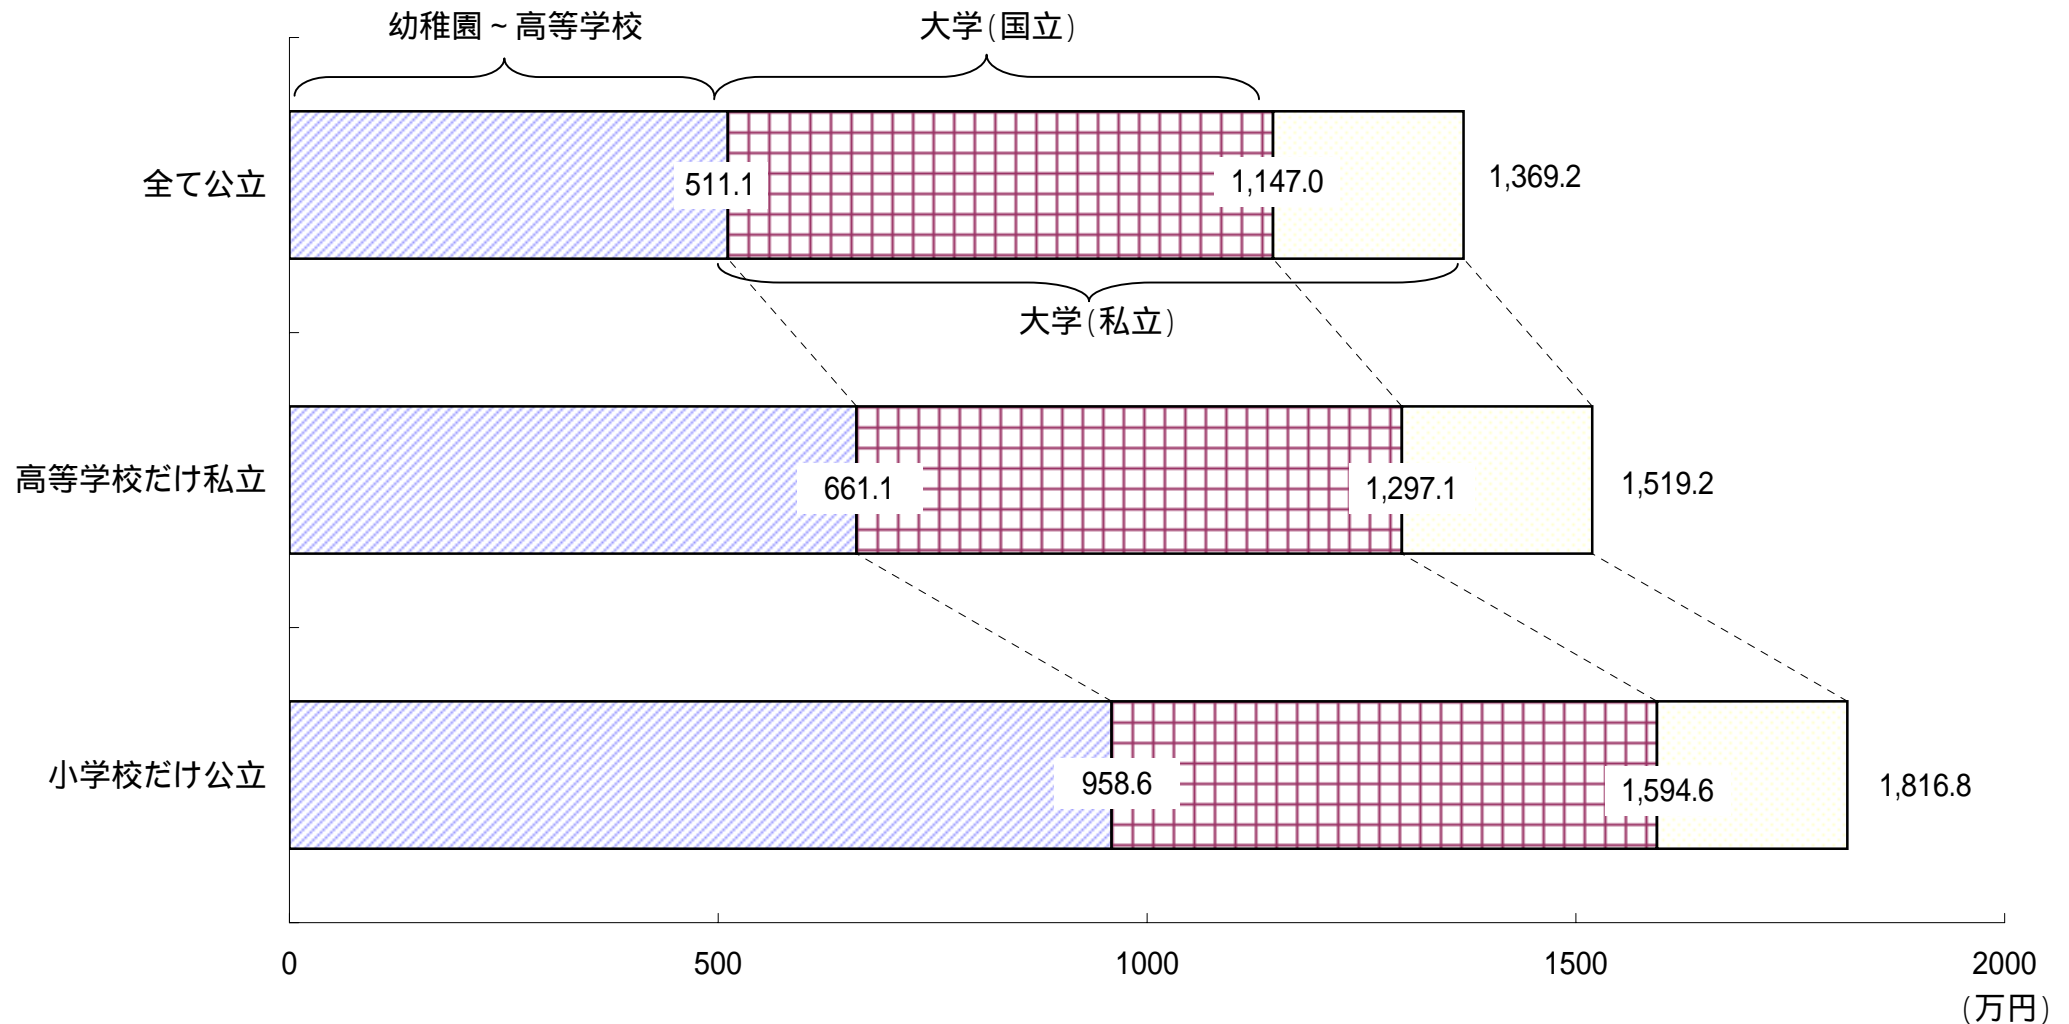 幼稚園~高等学校
大学(国立)
全て公立
511.1
1,147.0
1,369.2
大学(私立)
高等学校だけ私立
661.1
1,297.1
1,519.2
小学校だけ公立
958.6
1,594.6
1,816.8
0
500
1000
1500
2000
(万円)